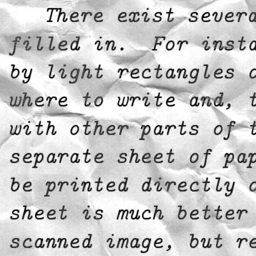 There exist severa
filled in. For insta
by light rectangles
where to write and,
with other parts of t
separate sheet of pap
be printed directly
sheet is much better
scanned image, but re